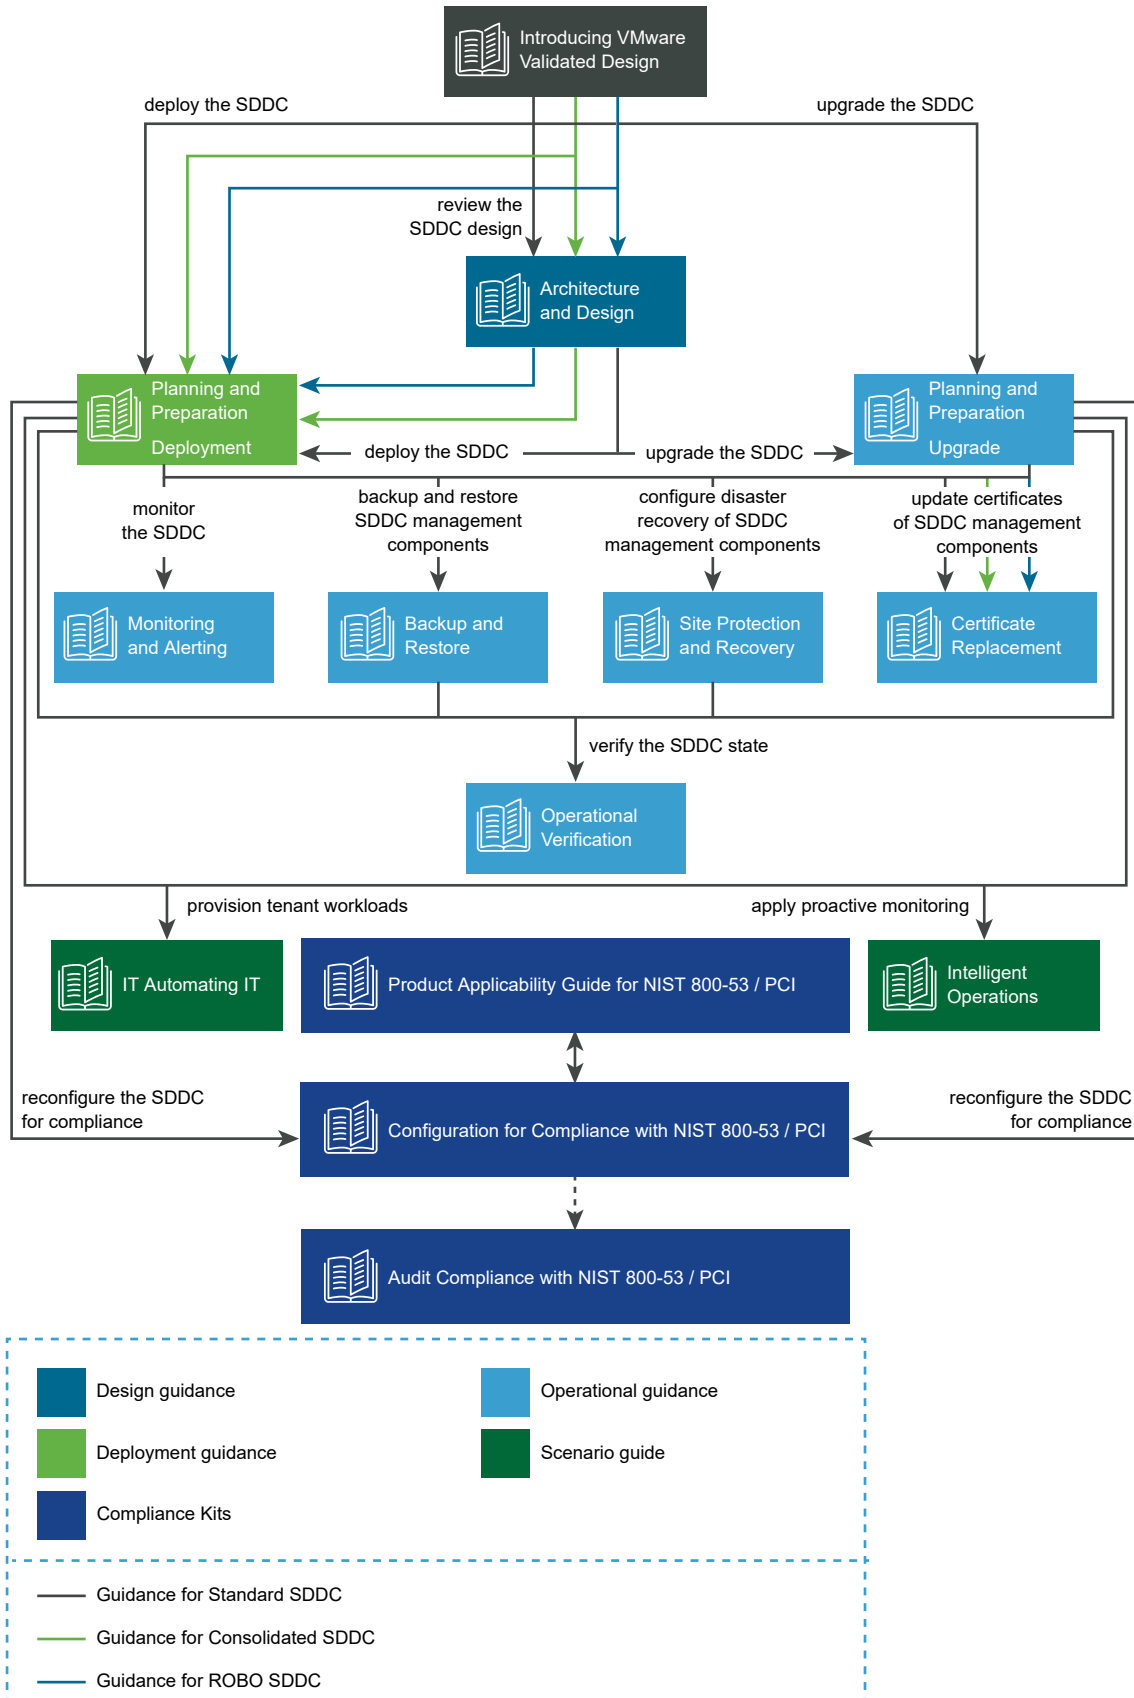 Introducing VMware
Validated Design
deploy the SDDC
upgrade the SDDC
review the
SDDC design
Architecture
and Design
Planning and
Preparation
Deployment
Planning and
Preparation
Upgrade
deploy the SDDC
upgrade the SDDC
monitor
the SDDC
backup and restore
SDDC management
components
configure disaster
recovery of SDDC
management components
update certificates
of SDDC management
components
Monitoring
and Alerting
Backup and
Restore
Site Protection
and Recovery
Certificate
Replacement
verify the SDDC state
Operational
Verification
provision tenant workloads
apply proactive monitoring
IT Automating IT
Product Applicability Guide for NIST 800-53 / PCI
Intelligent
Operations
reconfigure the SDDC
for compliance
Configuration for Compliance with NIST 800-53 / PCI
reconfigure the SDDC
for compliance
Audit Compliance with NIST 800-53 / PCI
Design guidance
Operational guidance
Deployment guidance
Scenario guide
Compliance Kits
Guidance for Standard SDDC
Guidance for Consolidated SDDC
Guidance for ROBO SDDC